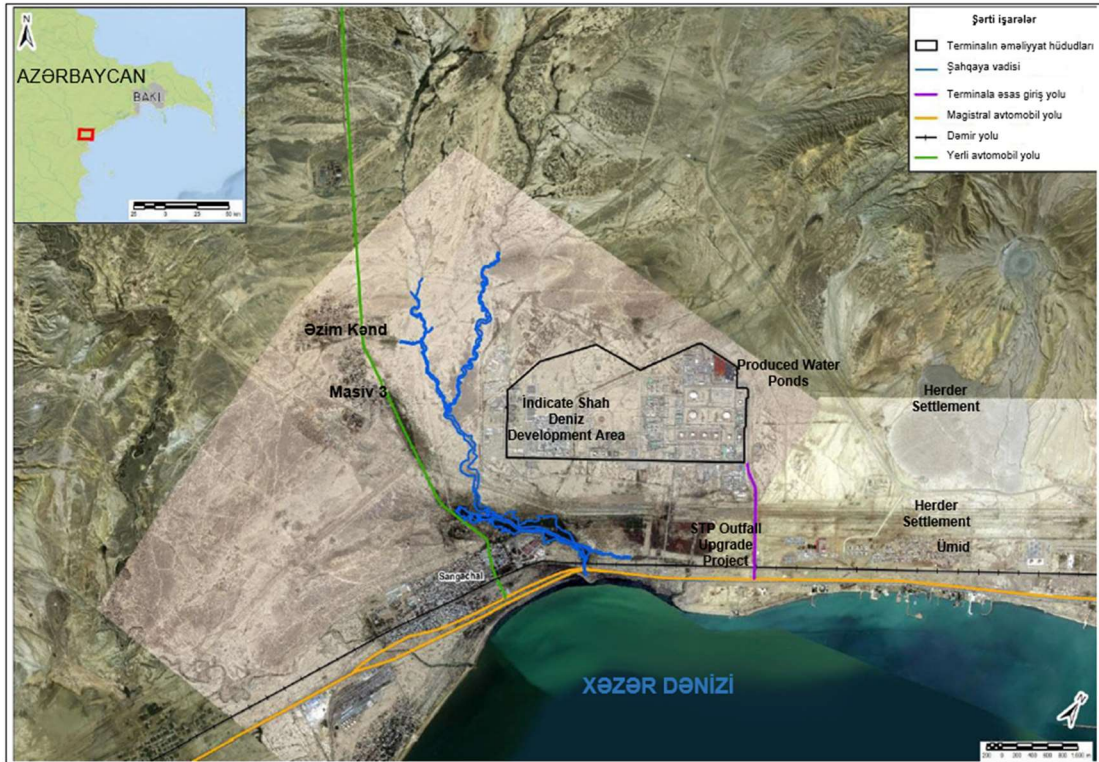 N
AZƏRBAYCAN
BAKI
Şərti işarələr
Terminalın əməliyyat hüdudları
Şahqaya vadisi
Terminala əsas giriş yolu
Magistral avtomobil yolu
Dəmir yolu
Yerli avtomobil yolu
Əzim Kənd
Masiv 3
Indicate Shah
Deniz
Development Area
Produced Water
Ponds
Herder
Settlement
Herder
Settlement
Umid
STP Outfall
Upgrade
Project
Sangachal
XƏZƏR DƏNİZİ
N